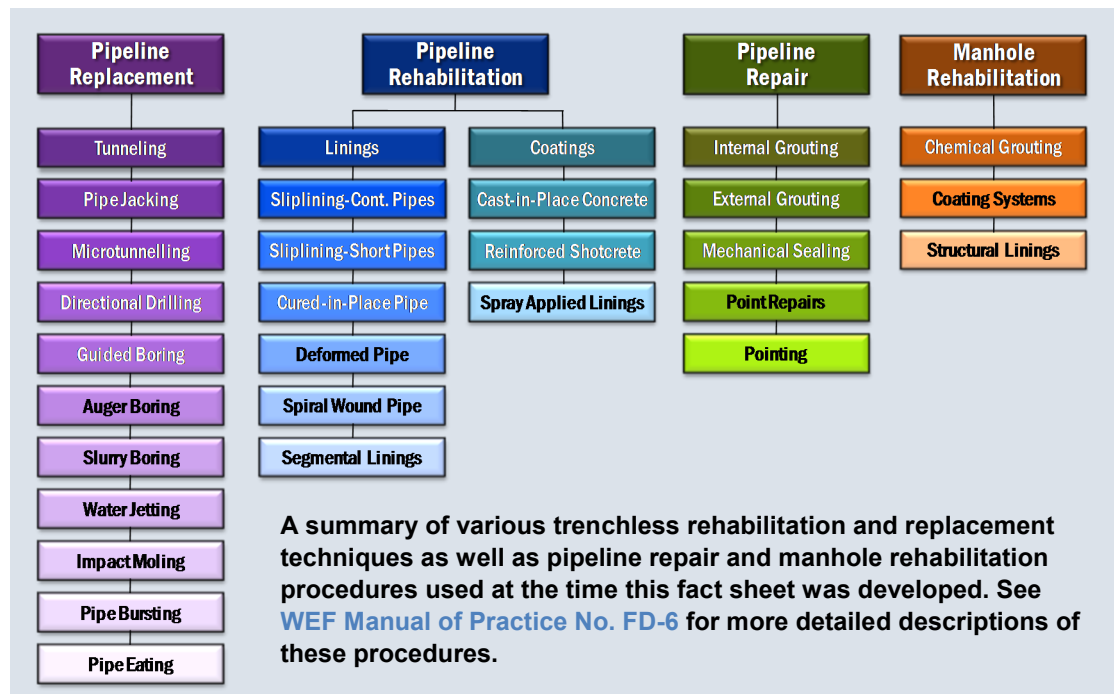 Pipeline
Replacement
Tunneling
Pipe Jacking
Microtunnelling
Directional Drilling
Guided Boring
Auger Boring
Slurry Boring
Water Jetting
Impact Moling
Pipe Bursting
Pipe Eating
Pipeline
Rehabilitation
Linings
Sliplining-Cont. Pipes
Sliplining-Short Pipes
Cured-in-Place Pipe
Deformed Pipe
Spiral Wound Pipe
Segmental Linings
Coatings
Cast-in-Place Concrete
Reinforced Shotcrete
Spray Applied Linings
Pipeline
Repair
Internal Grouting
External Grouting
Mechanical Sealing
Point Repairs
Pointing
Manhole
Rehabilitation
Chemical Grouting
Coating Systems
Structural Linings
A summary of various trenchless rehabilitation and replacement
techniques as well as pipeline repair and manhole rehabilitation
procedures used at the time this fact sheet was developed. See
WEF Manual of Practice No. FD-6 for more detailed descriptions of
these procedures.